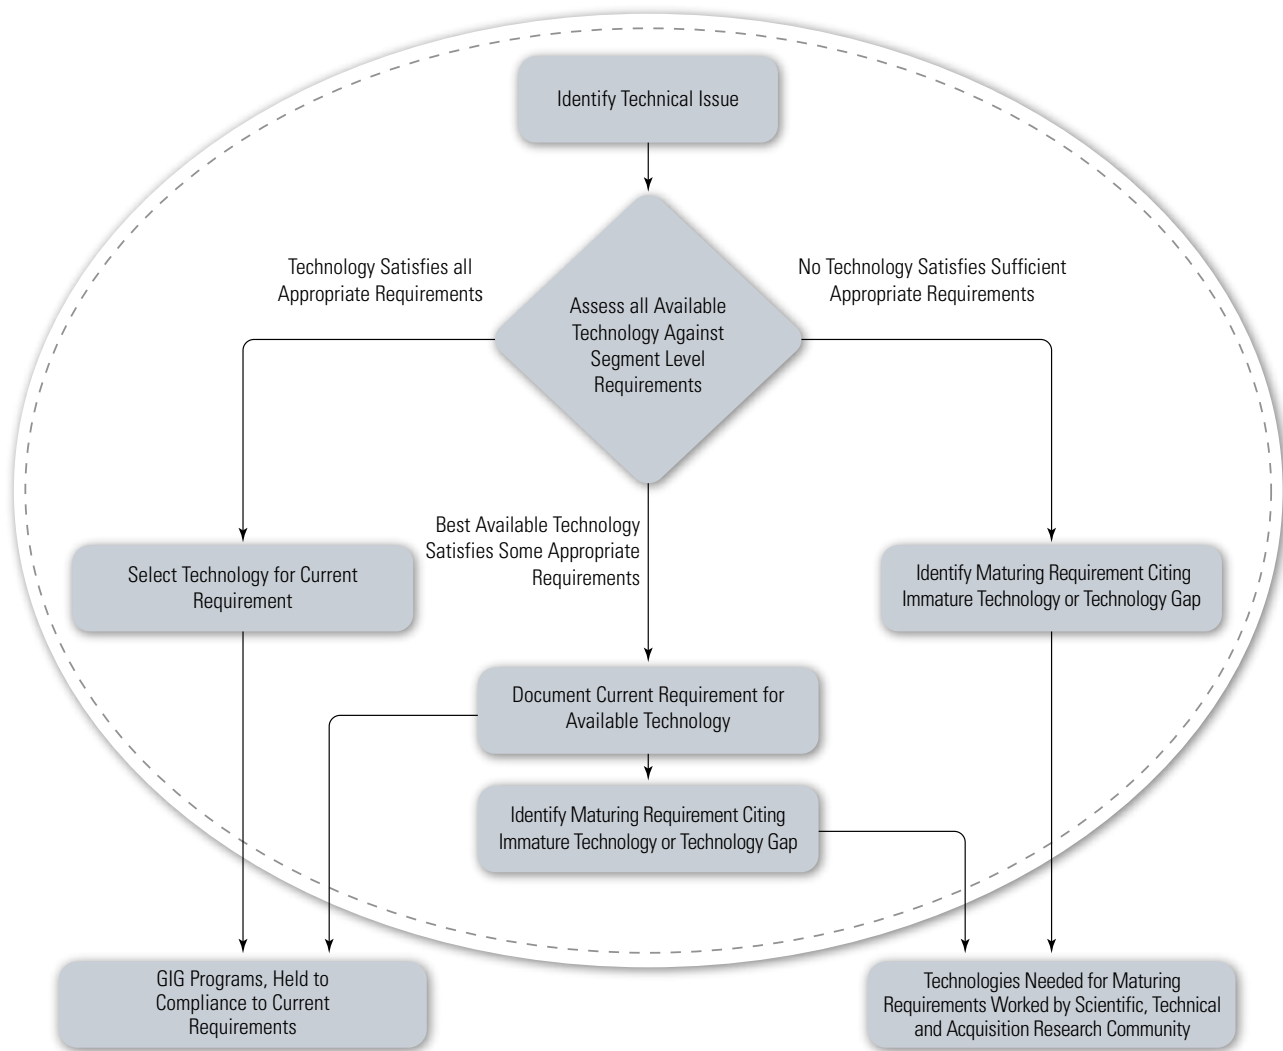 Identify Technical Issue
Technology Satisfies all
Appropriate Requirements
No Technology Satisfies Sufficient
Appropriate Requirements
Assess all Available
Technology Against
Segment Level
Requirements
Best Available Technology
Satisfies Some Appropriate
Requirements
Select Technology for Current
Requirement
Identify Maturing Requirement Citing
Immature Technology or Technology Gap
Document Current Requirement for
Available Technology
Identify Maturing Requirement Citing
Immature Technology or Technology Gap
GIG Programs, Held to
Compliance to Current
Requirements
Technologies Needed for Maturing
Requirements Worked by Scientific, Technical
and Acquisition Research Community